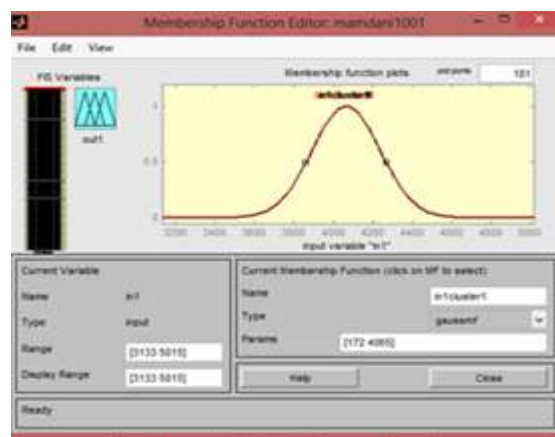 Membership Function Editor: mamdani1001
File Edit View
FIS Variables
Membership function plots plot points: 181
out1
1
0.5
0
3200 3400 3600 3800 4000 4200 4400 4600 4800 5000
input variable "in1"
Current Variable
Name in1
Type input
Range [3133 5015]
Display Range [3133 5015]
Current Membership Function (click on MF to select)
Name in1cluster1
Type gaussmf
Params [172 4065]
Help Close
Ready